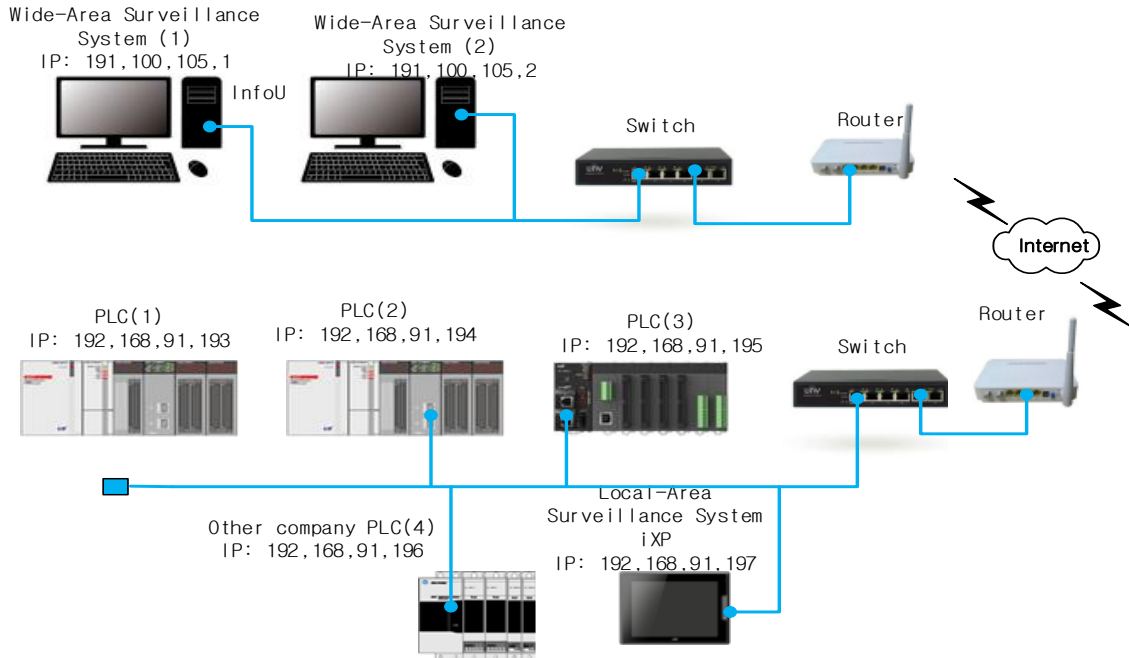 Wide-Area Surveillance
System (1)
IP: 191,100,105,1
InfoU
Wide-Area Surveillance
System (2)
IP: 191,100,105,2
Switch
Router
Internet
PLC(1)
IP: 192,168,91,193
PLC(2)
IP: 192,168,91,194
PLC(3)
IP: 192,168,91,195
Switch
Router
Other company PLC(4)
IP: 192,168,91,196
Local-Area
Surveillance System
iXP
IP: 192,168,91,197